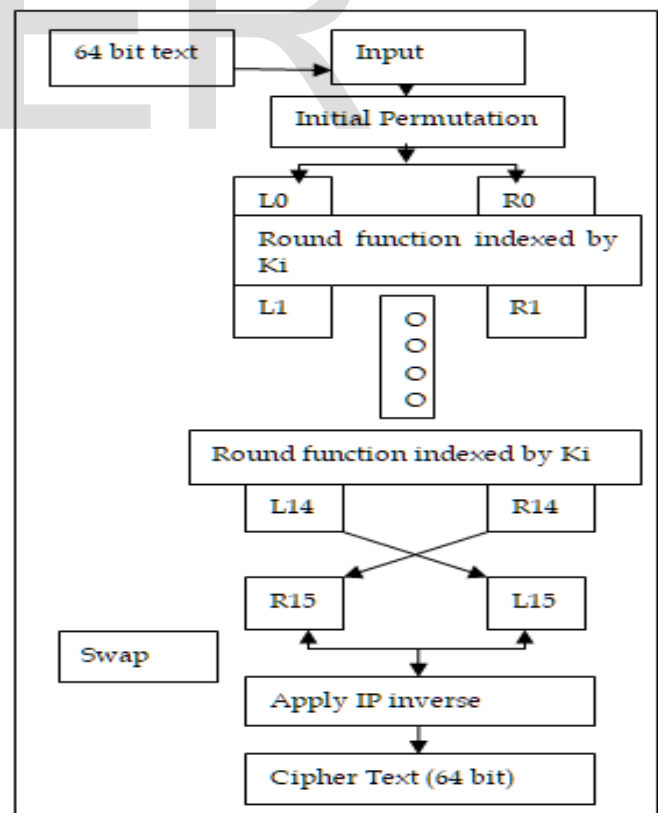 ER
64 bit text
Input
Initial Permutation
L0
R0
Round function indexed by
Ki
L1
R1
O
O
O
O
Round function indexed by Ki
L14
R14
R15
L15
Swap
Apply IP inverse
Cipher Text (64 bit)